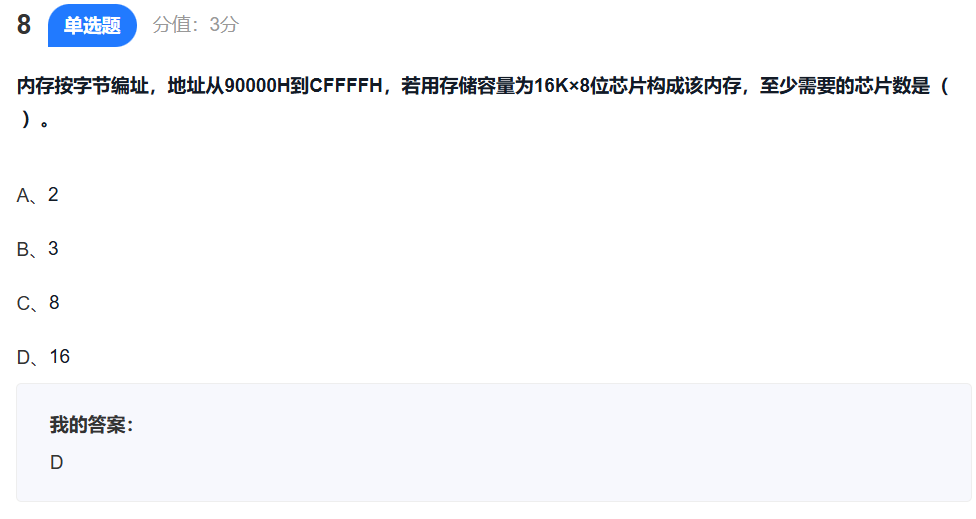 8 单选题 分值：3分
内存按字节编址，地址从90000H到CFFFFH，若用存储容量为16K×8位芯片构成该内存，至少需要的芯片数是（
）。
A、2
B、3
C、8
D、16
我的答案：
D